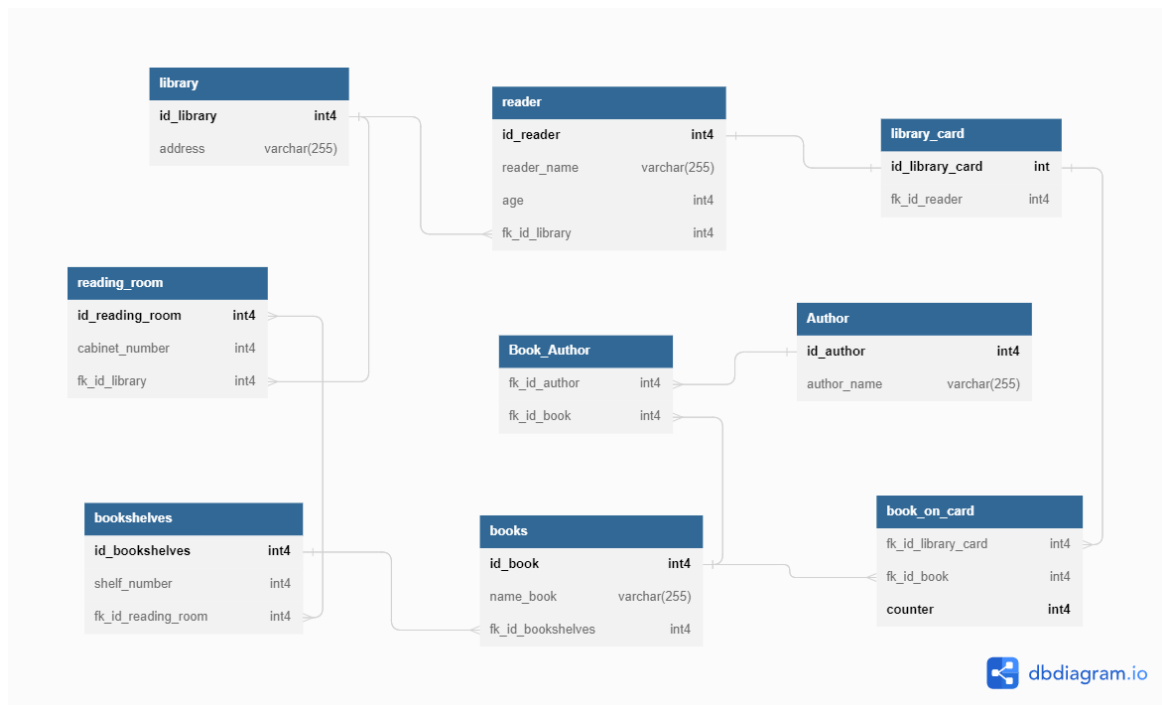 library
id_library int4
address varchar(255)
reader
id_reader int4
reader_name varchar(255)
age int4
fk_id_library int4
library_card
id_library_card int
fk_id_reader int4
reading_room
id_reading_room int4
cabinet_number int4
fk_id_library int4
Book_Author
fk_id_author int4
fk_id_book int4
Author
id_author int4
author_name varchar(255)
bookshelves
id_bookshelves int4
shelf_number int4
fk_id_reading_room int4
books
id_book int4
name_book varchar(255)
fk_id_bookshelves int4
book_on_card
fk_id_library_card int4
fk_id_book int4
counter int4
dbdiagram.io